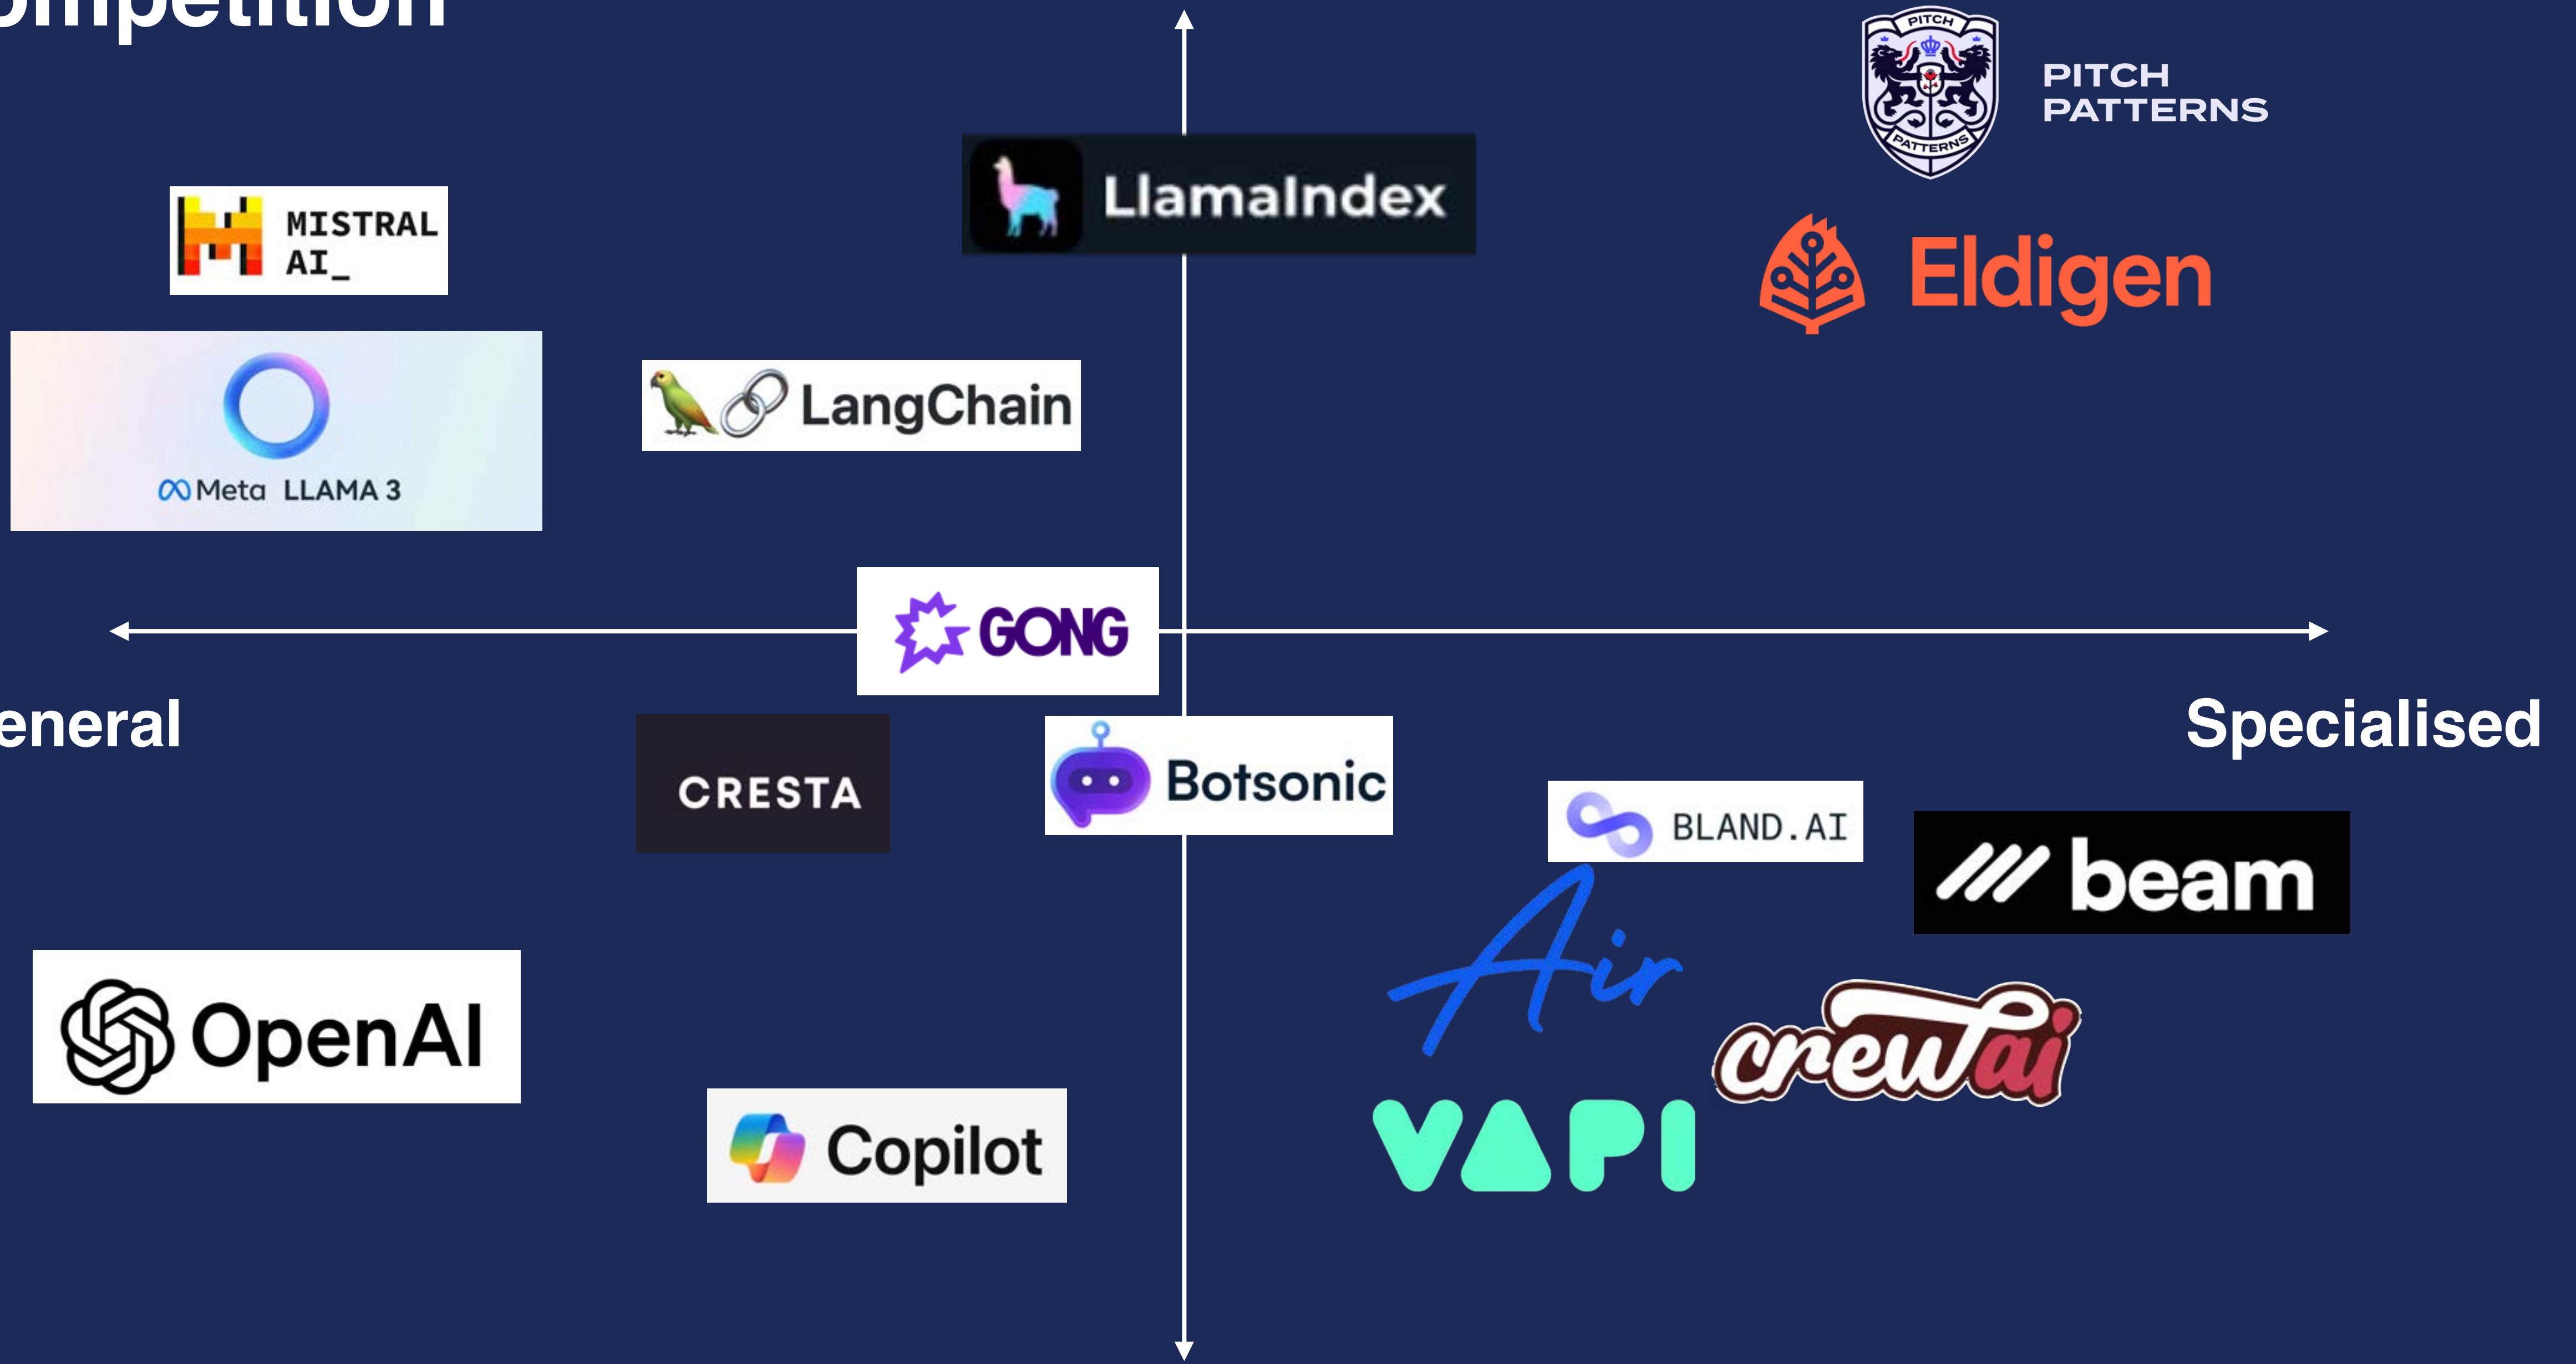 ompetition
PITCH
PATTERNS
PITCH
PATTERNS
LlamaIndex
MISTRAL
AI_
Eldigen
LangChain
Meta LLAMA 3
GONG
eneral
Specialised
CRESTA
Botsonic
BLAND.AI
beam
Air
OpenAI
crewai
Copilot
VAPI